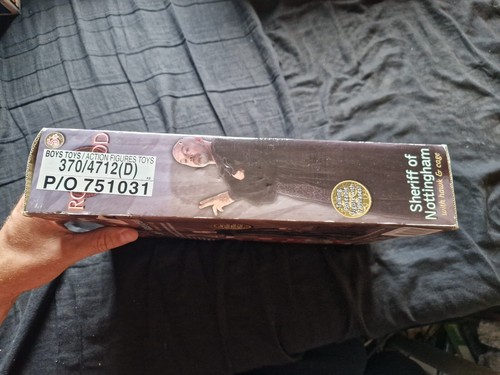 BOYS TOYS / ACTION FIGURES TOYS
370/4712(D)
P/O 751031
Sheriff of
Nottingham
with hawk & cage